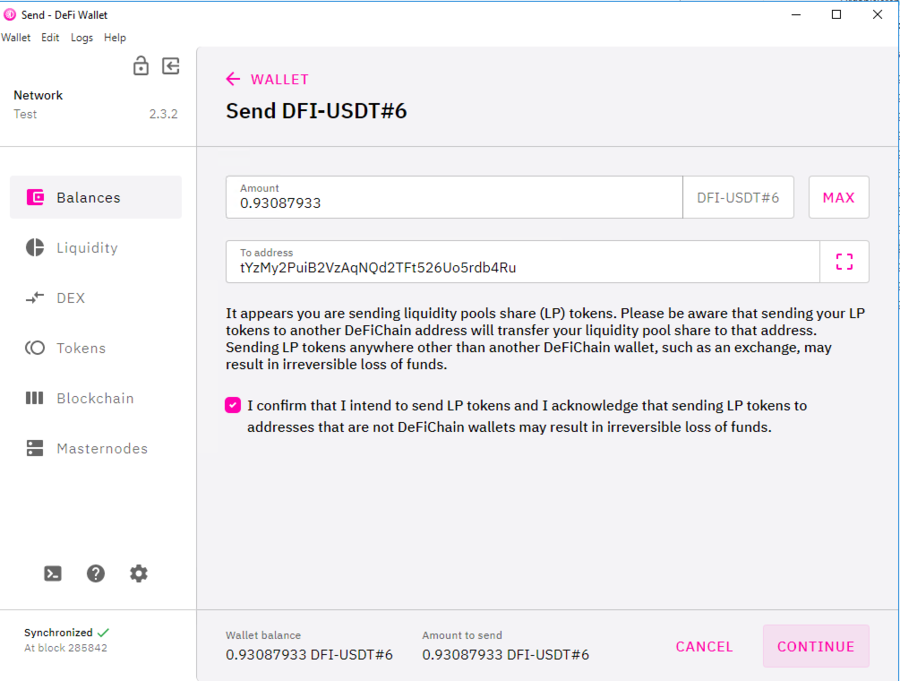 Send - DeFi Wallet
Wallet Edit Logs Help
Network
Test 2.3.2
Balances
Liquidity
DEX
Tokens
Blockchain
Masternodes
Synchronized
At block 285842
WALLET
Send DFI-USDT#6
Amount
0.93087933
DFI-USDT#6
MAX
To address
tYzMy2PuiB2VzAqNQd2TFt526Uo5rdb4Ru
It appears you are sending liquidity pools share (LP) tokens. Please be aware that sending your LP
tokens to another DeFiChain address will transfer your liquidity pool share to that address.
Sending LP tokens anywhere other than another DeFiChain wallet, such as an exchange, may
result in irreversible loss of funds.
I confirm that I intend to send LP tokens and I acknowledge that sending LP tokens to
addresses that are not DeFiChain wallets may result in irreversible loss of funds.
Wallet balance
0.93087933 DFI-USDT#6
Amount to send
0.93087933 DFI-USDT#6
CANCEL
CONTINUE